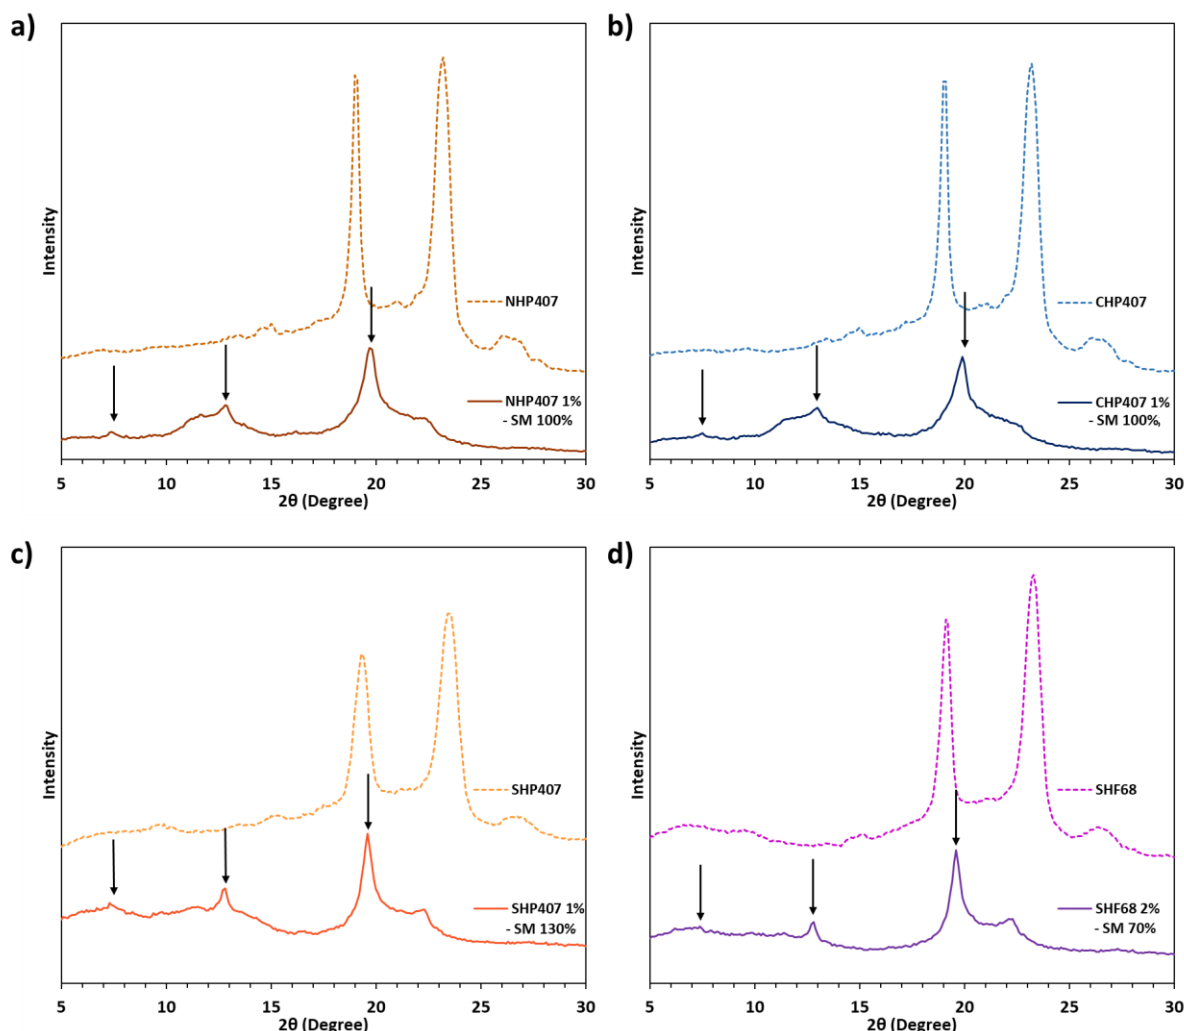 a)
Intensity
NHP407
NHP407 1%
- SM 100%
5 10 15 20 25 30
2θ (Degree)
b)
Intensity
CHP407
CHP407 1%
- SM 100%,
5 10 15 20 25 30
2θ (Degree)
c)
Intensity
SHP407
SHP407 1%
- SM 130%
5 10 15 20 25 30
2θ (Degree)
d)
Intensity
SHF68
SHF68 2%
- SM 70%
5 10 15 20 25 30
2θ (Degree)